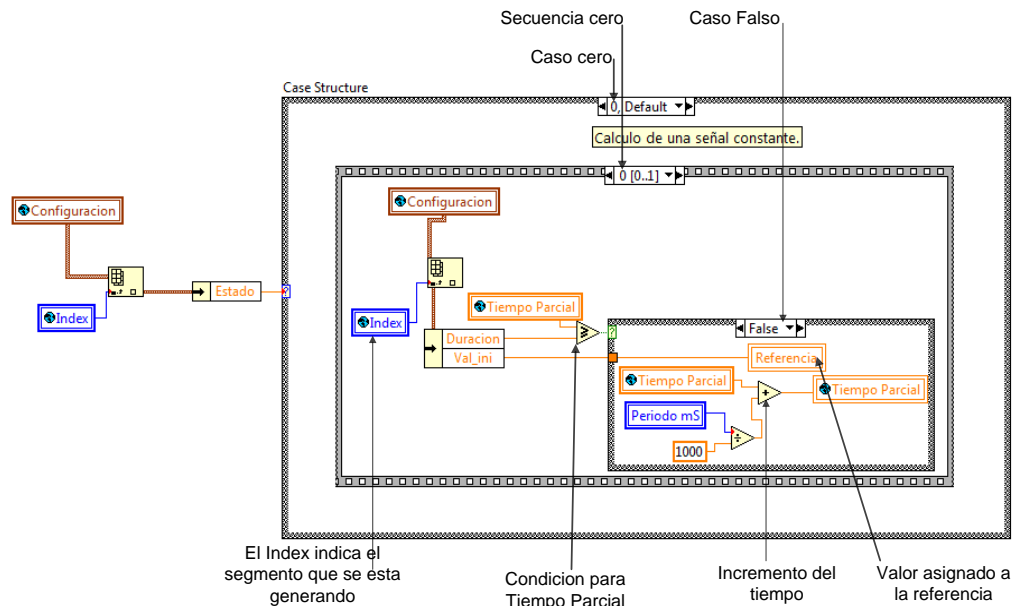 Secuencia cero
Caso Falso
Caso cero
Case Structure
0, Default
Calculo de una señal constante.
0 [0..1]
Configuracion
Configuracion
Index
Estado
Index
Tiempo Parcial
Duracion
Val_ini
False
Referencia
Tiempo Parcial
Tiempo Parcial
Periodo mS
1000
El Index indica el
segmento que se esta
generando
Condicion para
Tiempo Parcial
Incremento del
tiempo
Valor asignado a
la referencia